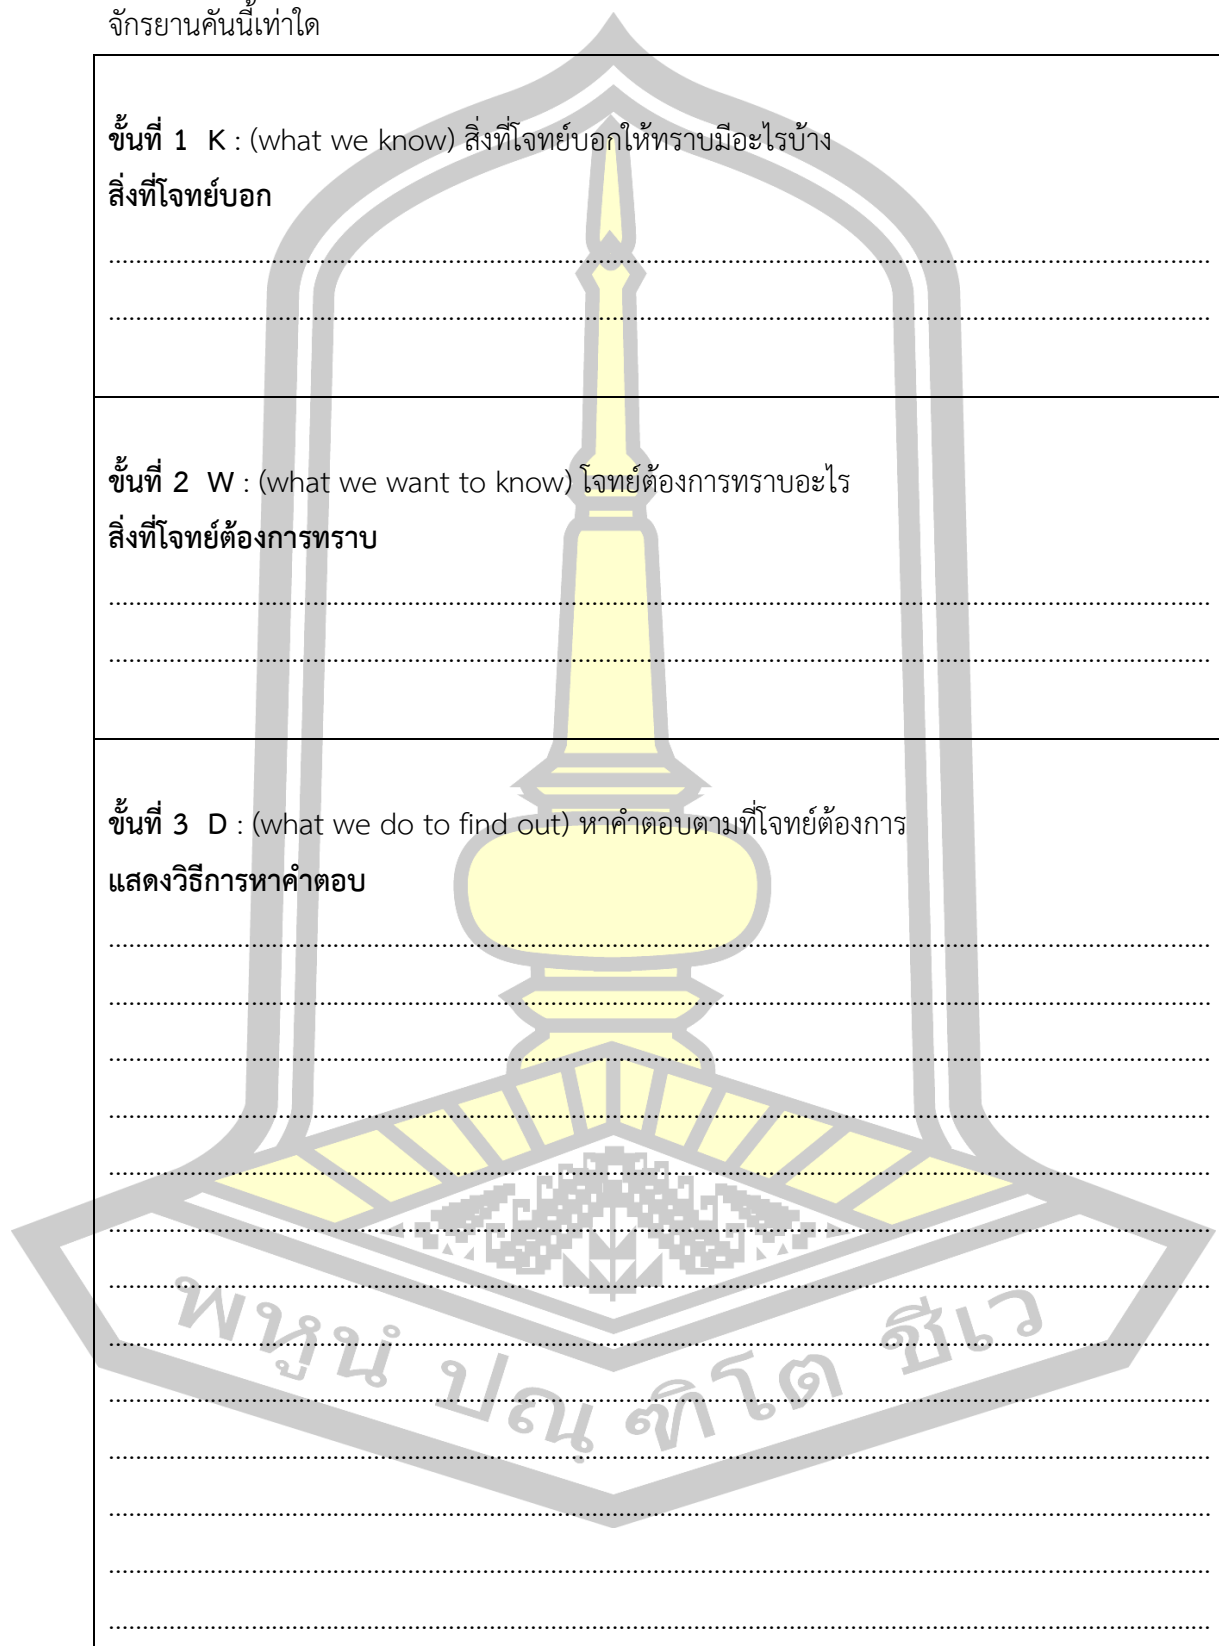 จักรยานคันนี้เท่าใด
ขั้นที่ 1 K : (what we know) สิ่งที่โจทย์บอกให้ทราบมีอะไรบ้าง
สิ่งที่โจทย์บอก
ขั้นที่ 2 W : (what we want to know) โจทย์ต้องการทราบอะไร
สิ่งที่โจทย์ต้องการทราบ
ขั้นที่ 3 D : (what we do to find out) หาคำตอบตามที่โจทย์ต้องการ
แสดงวิธีการหาคำตอบ
พหูนํ ปณฺฑิโต ชีเว